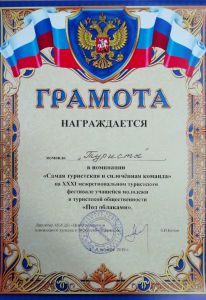 ГРАМОТА
НАГРАЖДАЕТСЯ
команда „Туристы"
в номинации
«Самая туристская и сплочённая команда»
на XXXI межрегиональном туристском
фестивале учащейся молодежи
и туристской общественности
«Под облаками».
Директор